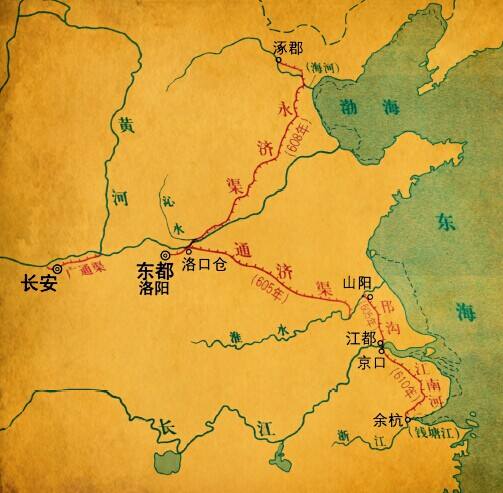 涿郡
(海河)
渤海
永济渠
(608年)
黄河
沁水
东海
长安
广通渠
东都
洛阳
洛口仓
通济渠
(605年)
山阳
邗沟
(605年)
淮水
江都
京口
江南河
(610年)
长江
余杭
(钱塘江)
浙江